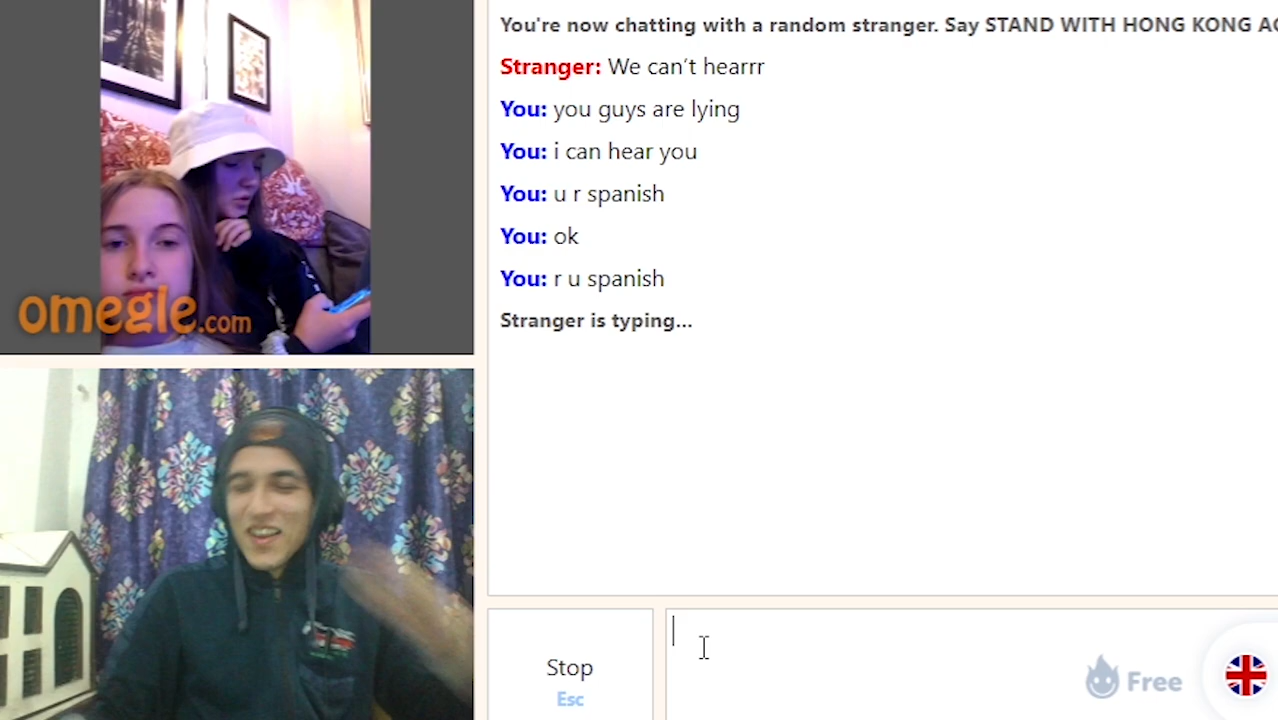 You're now chatting with a random stranger. Say STAND WITH HONG KONG
Stranger: We can't hearrr
You: you guys are lying
You: i can hear you
You: u r spanish
You: ok
You: r u spanish
Stranger is typing...
omegle.com
Stop
Esc
Free